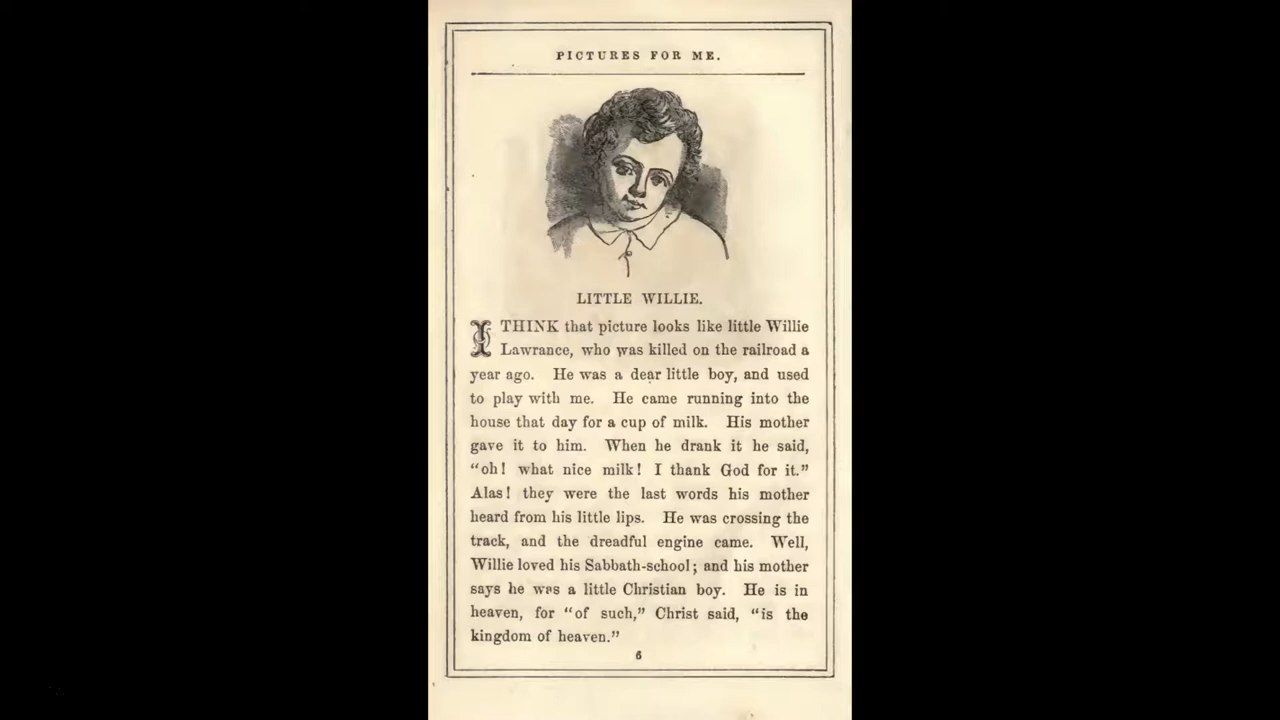 PICTURES FOR ME.
LITTLE WILLIE.
I THINK that picture looks like little Willie
Lawrance, who was killed on the railroad a
year ago. He was a dear little boy, and used
to play with me. He came running into the
house that day for a cup of milk. His mother
gave it to him. When he drank it he said,
“oh! what nice milk! I thank God for it.”
Alas! they were the last words his mother
heard from his little lips. He was crossing the
track, and the dreadful engine came. Well,
Willie loved his Sabbath-school; and his mother
says he was a little Christian boy. He is in
heaven, for “of such,” Christ said, “is the
kingdom of heaven.”
6